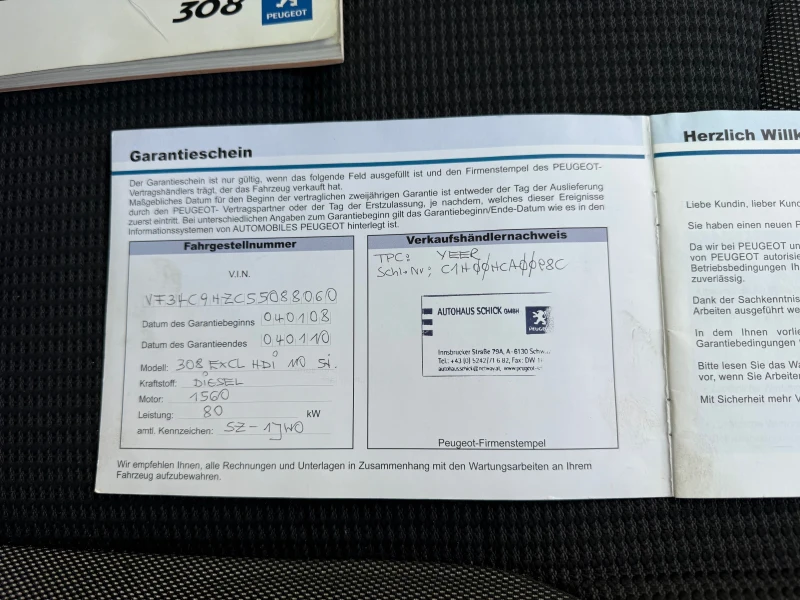 308
PEUGEOT
Garantieschein
Der Garantieschein ist nur gültig, wenn das folgende Feld ausgefüllt ist und den Firmenstempel des PEUGEOT-
Vertragshändlers trägt, der das Fahrzeug verkauft hat.
Maßgebliches Datum für den Beginn der vertraglichen zweijährigen Garantie ist entweder der Tag der Auslieferung
durch den PEUGEOT- Vertragspartner oder der Tag der Erstzulassung, je nachdem, welches dieser Ereignisse
zuerst eintritt. Bei unterschiedlichen Angaben zum Garantiebeginn gilt das Garantiebeginn/Ende-Datum wie es in den
Informationssystemen von AUTOMOBILES PEUGEOT hinterlegt ist.
Fahrgestellnummer
V.I.N.
VF34C9HZC55088060
Datum des Garantiebeginns 040108
Datum des Garantieendes 040110
Modell: 308 EXCL HDi 110
Kraftstoff: DIESEL
Motor: 1560
Leistung: 80 kW
amtl. Kennzeichen: SZ-1JWO
Verkaufshändlernachweis
TPC: YEER
Schl.Nr:
AUTOHAUS SCHICK GMBH
PEUGEOT
Innsbrucker Straße 79A, A-6130 Schw
Peugeot-Firmenstempel
Wir empfehlen Ihnen, alle Rechnungen und Unterlagen in Zusammenhang mit den Wartungsarbeiten an Ihrem
Fahrzeug aufzubewahren.
Herzlich Willk
Liebe Kundin, lieber Kund
Sie haben einen neuen P
Da wir bei PEUGEOT un
von PEUGEOT autorisie
Betriebsbedingungen Ih
zuverlässig.
Dank der Sachkenntnis
Arbeiten ausgeführt we
In dem Ihnen vorlie
Garantiebedingungen
Bitte lesen Sie das Wa
vor, wenn Sie Arbeiten
Mit Sicherheit mehr V